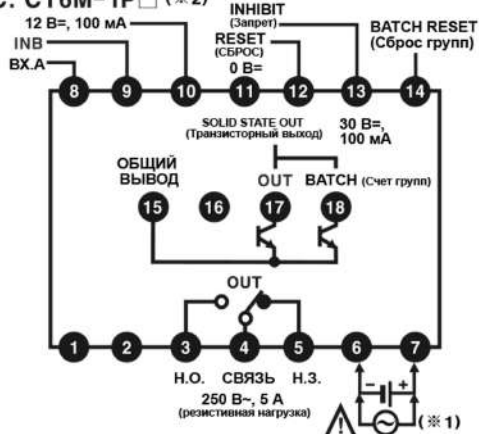 C: CT6M-1P□ (※2)
12 В=, 100 мА
INHIBIT
(Запрет)
BATCH RESET
(Сброс групп)
INB
RESET
(СБРОС)
ВХ.А
0 В=
8 9 10 11 12 13 14
SOLID STATE OUT
(Транзисторный выход)
30 В=,
100 мА
ОБЩИЙ
ВЫВОД
OUT
BATCH (Счет групп)
15 16 17 18
OUT
1 2 3 4 5 6 7
Н.О. СВЯЗЬ Н.З.
250 В~, 5 А
(резистивная нагрузка)
- +
(※1)